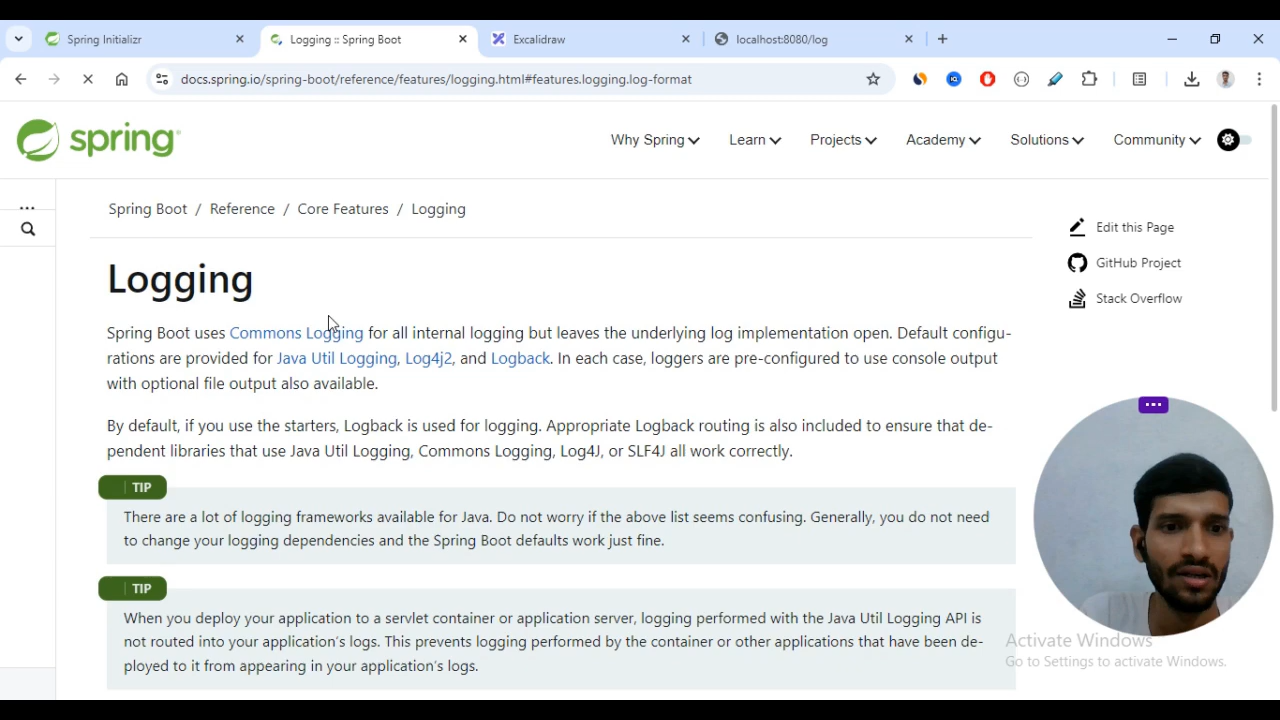 Spring Initializr
Logging :: Spring Boot
Excalidraw
localhost:8080/log
docs.spring.io/spring-boot/reference/features/logging.html#features.logging.log-format
spring
Why Spring
Learn
Projects
Academy
Solutions
Community
Spring Boot / Reference / Core Features / Logging
Edit this Page
GitHub Project
Stack Overflow
Logging
Spring Boot uses Commons Logging for all internal logging but leaves the underlying log implementation open. Default configu-
rations are provided for Java Util Logging, Log4j2, and Logback. In each case, loggers are pre-configured to use console output
with optional file output also available.
By default, if you use the starters, Logback is used for logging. Appropriate Logback routing is also included to ensure that de-
pendent libraries that use Java Util Logging, Commons Logging, Log4J, or SLF4J all work correctly.
TIP
There are a lot of logging frameworks available for Java. Do not worry if the above list seems confusing. Generally, you do not need
to change your logging dependencies and the Spring Boot defaults work just fine.
TIP
When you deploy your application to a servlet container or application server, logging performed with the Java Util Logging API is
not routed into your application's logs. This prevents logging performed by the container or other applications that have been de-
ployed to it from appearing in your application's logs.
Activate Windows
Go to Settings to activate Windows.